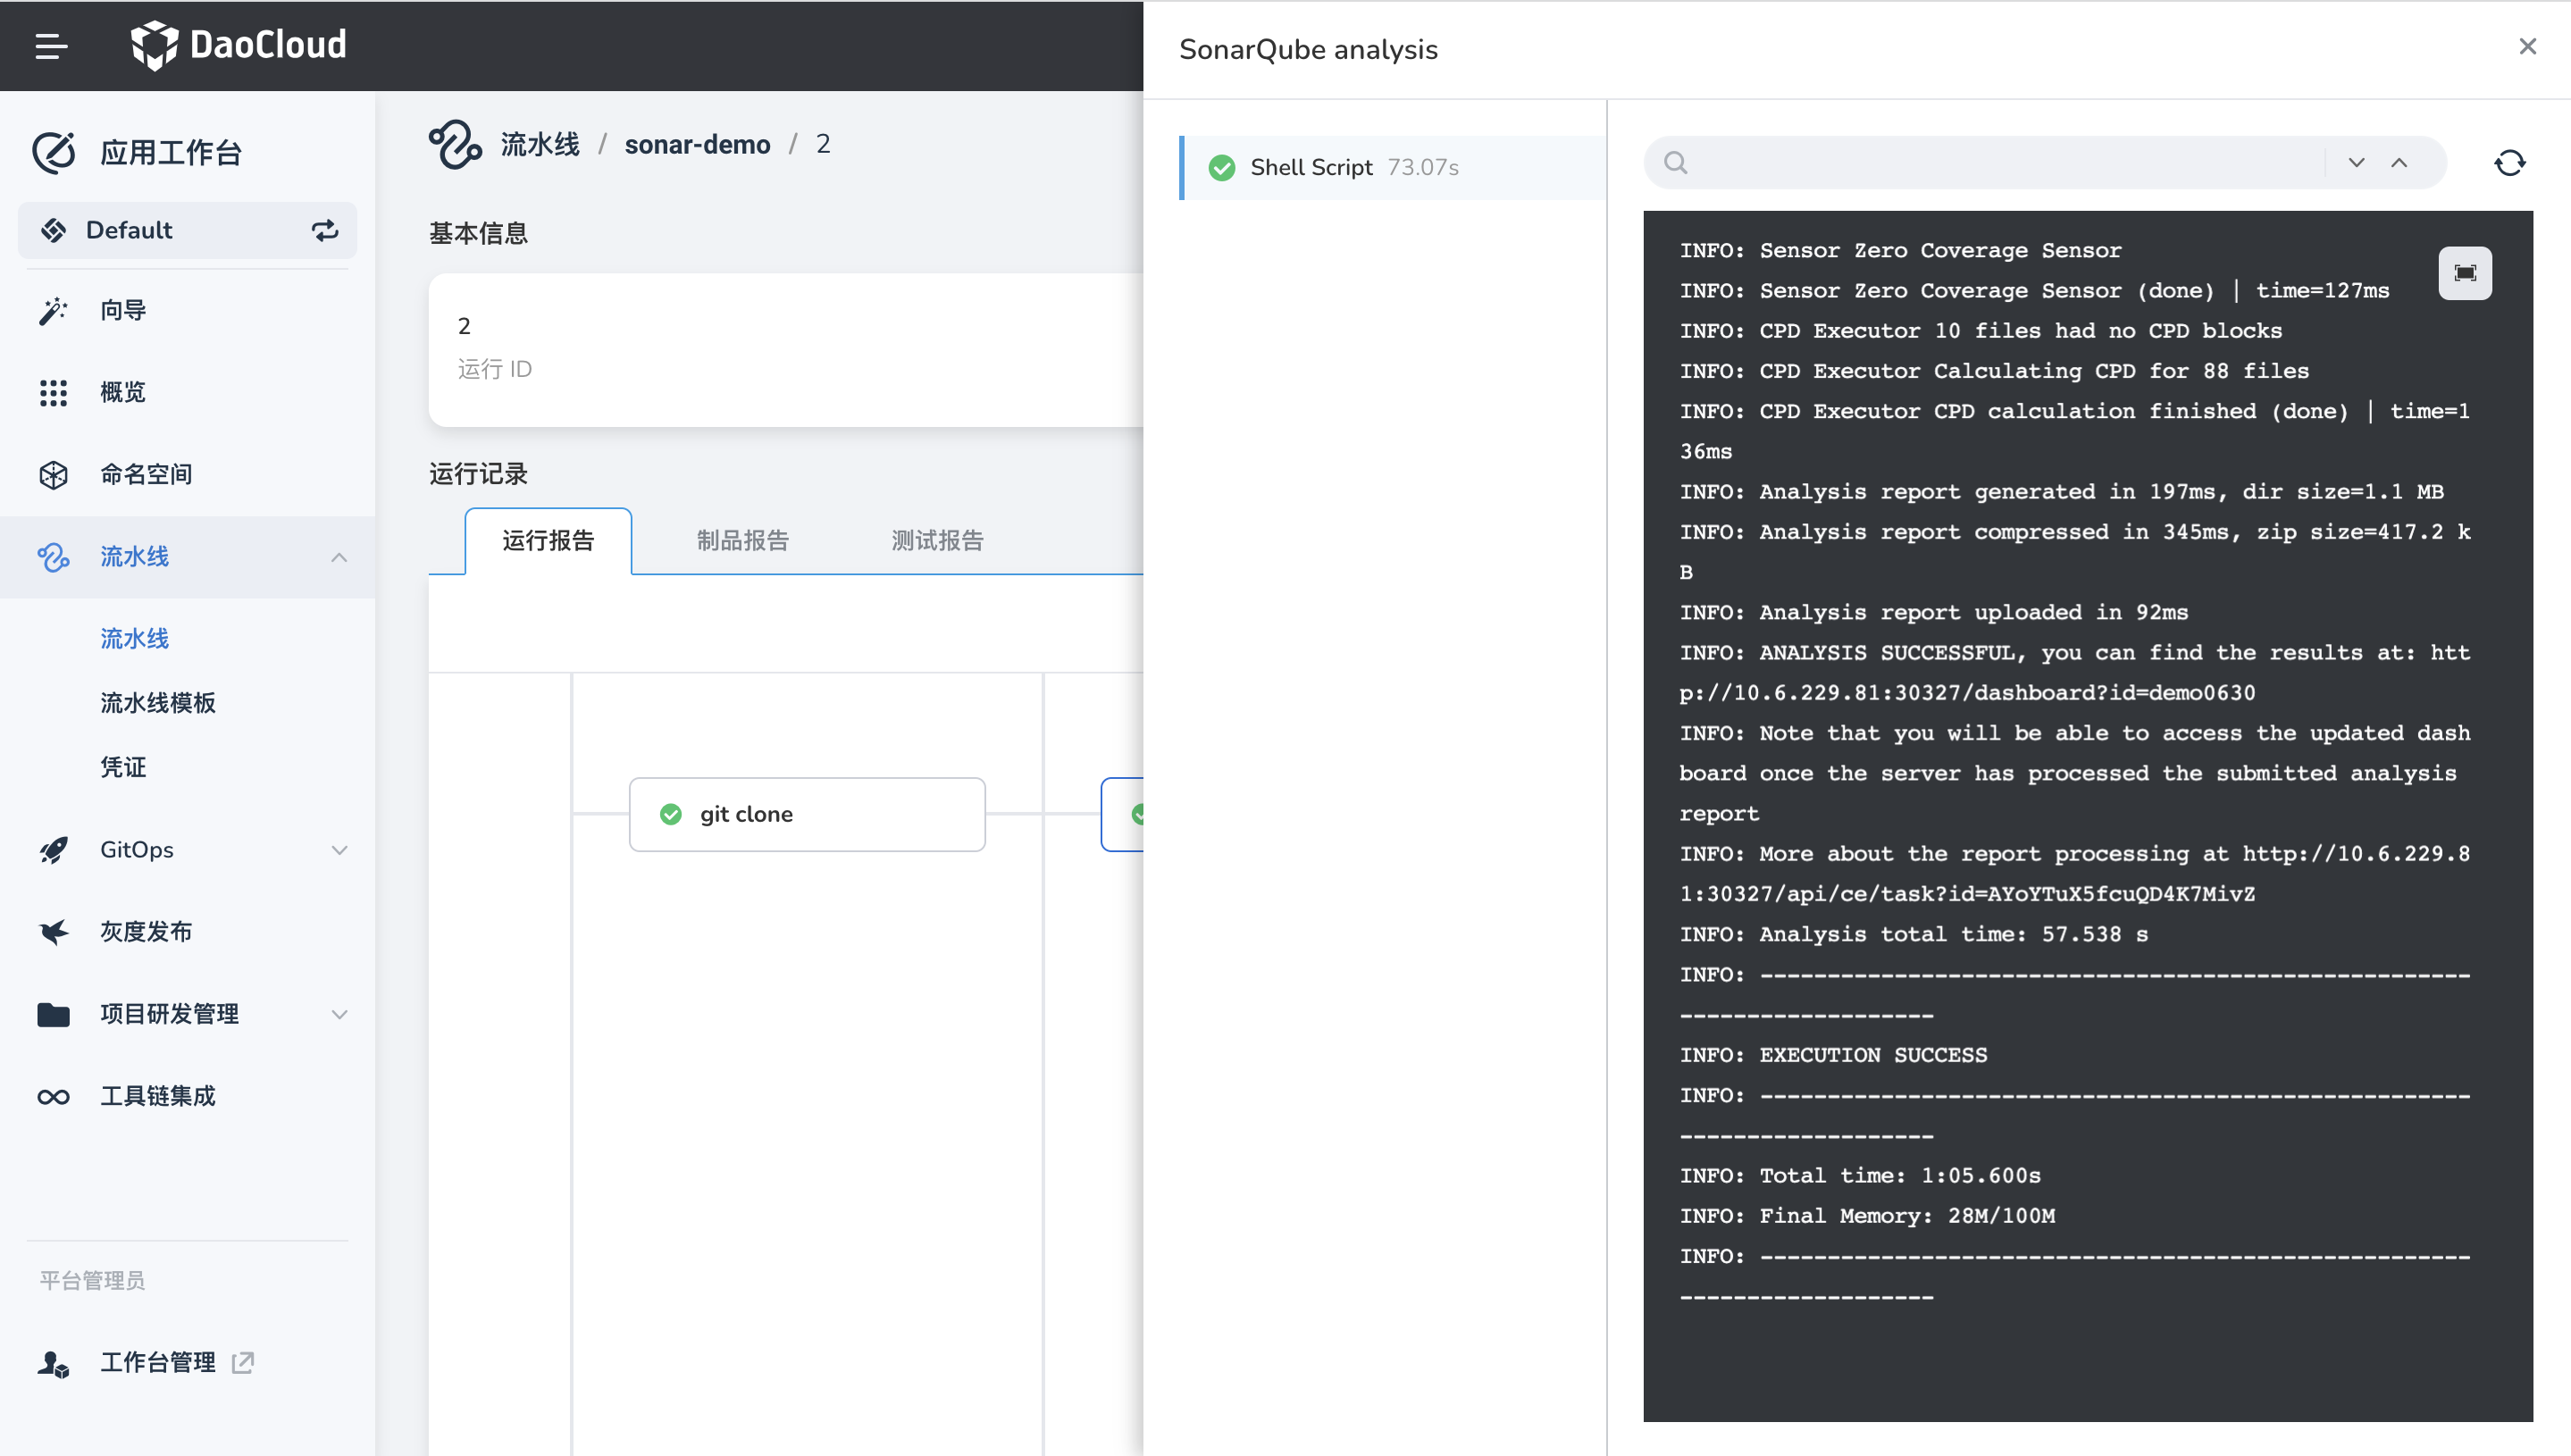 DaoCloud
应用工作台
Default
向导
概览
命名空间
流水线
流水线
流水线模板
凭证
GitOps
灰度发布
项目研发管理
工具链集成
平台管理员
工作台管理
流水线 / sonar-demo / 2
基本信息
2
运行 ID
运行记录
运行报告 制品报告 测试报告
git clone
SonarQube analysis
Shell Script 73.07s
INFO: Sensor Zero Coverage Sensor
INFO: Sensor Zero Coverage Sensor (done) | time=127ms
INFO: CPD Executor 10 files had no CPD blocks
INFO: CPD Executor Calculating CPD for 88 files
INFO: CPD Executor CPD calculation finished (done) | time=1
36ms
INFO: Analysis report generated in 197ms, dir size=1.1 MB
INFO: Analysis report compressed in 345ms, zip size=417.2 k
B
INFO: Analysis report uploaded in 92ms
INFO: ANALYSIS SUCCESSFUL, you can find the results at: htt
p://10.6.229.81:30327/dashboard?id=demo0630
INFO: Note that you will be able to access the updated dash
board once the server has processed the submitted analysis
report
INFO: More about the report processing at http://10.6.229.8
1:30327/api/ce/task?id=AYoYTuX5fcuQD4K7MivZ
INFO: Analysis total time: 57.538 s
INFO: -----------------------------------------------------
-------------------
INFO: EXECUTION SUCCESS
INFO: -----------------------------------------------------
-------------------
INFO: Total time: 1:05.600s
INFO: Final Memory: 28M/100M
INFO: -----------------------------------------------------
-------------------